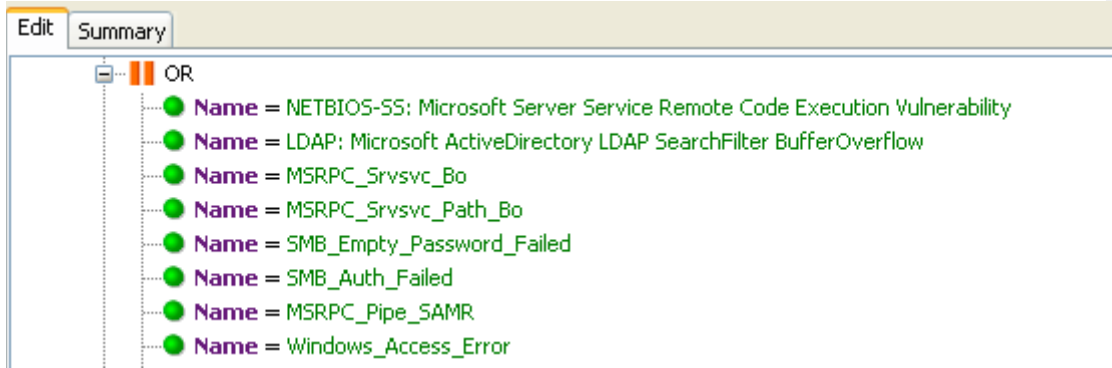 Edit Summary
OR
Name = NETBIOS-SS: Microsoft Server Service Remote Code Execution Vulnerability
Name = LDAP: Microsoft ActiveDirectory LDAP SearchFilter BufferOverflow
Name = MSRPC_Srvsvc_Bo
Name = MSRPC_Srvsvc_Path_Bo
Name = SMB_Empty_Password_Failed
Name = SMB_Auth_Failed
Name = MSRPC_Pipe_SAMR
Name = Windows_Access_Error